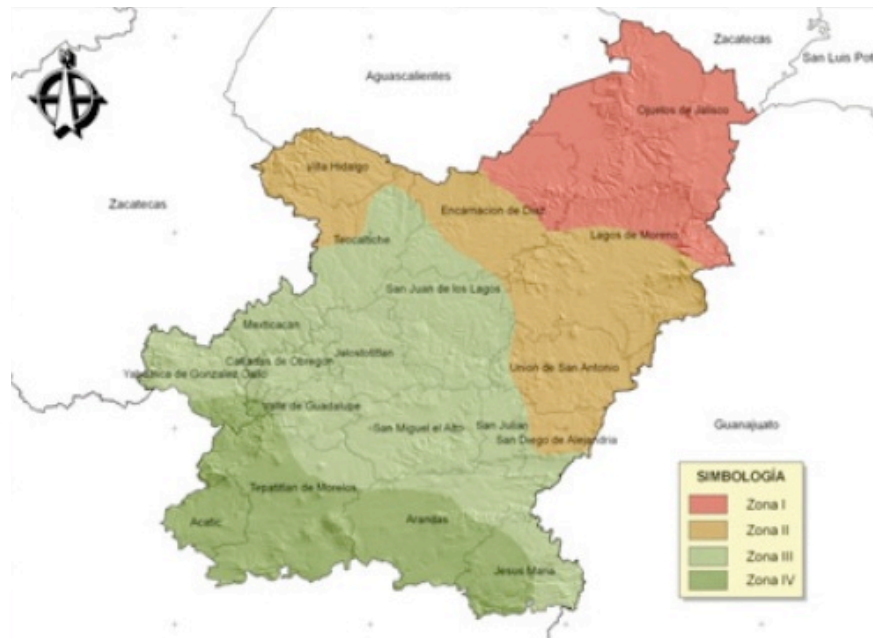 Zacatecas
San Luis Pot
Aguascalientes
Ojuelos de Jalisco
Villa Hidalgo
Zacatecas
Encarnacion de Diaz
Lagos de Moreno
Teocaltiche
San Juan de los Lagos
Mexticacan
Cañadas de Obregon
Jalostotitlan
Yahualica de Gonzalez Gallo
Union de San Antonio
Valle de Guadalupe
San Miguel el Alto
San Julian
San Diego de Alejandria
Guanajuato
SIMBOLOGÍA
Zona I
Zona II
Zona III
Zona IV
Tepatitlan de Morelos
Acatic
Arandas
Jesus Maria